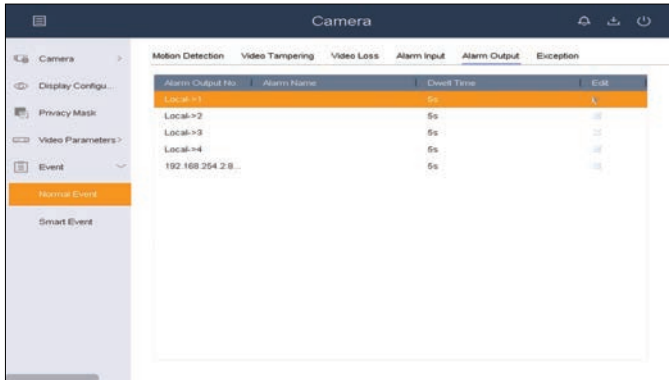 Camera
Camera >
Display Configu...
Privacy Mask
Video Parameters >
Event
Normal Event
Smart Event
Motion Detection Video Tampering Video Loss Alarm Input Alarm Output Exception
Alarm Output No. Alarm Name Dwell Time Edit
Local->1 5s
Local->2 5s
Local->3 5s
Local->4 5s
192.168.254.2:8... 5s